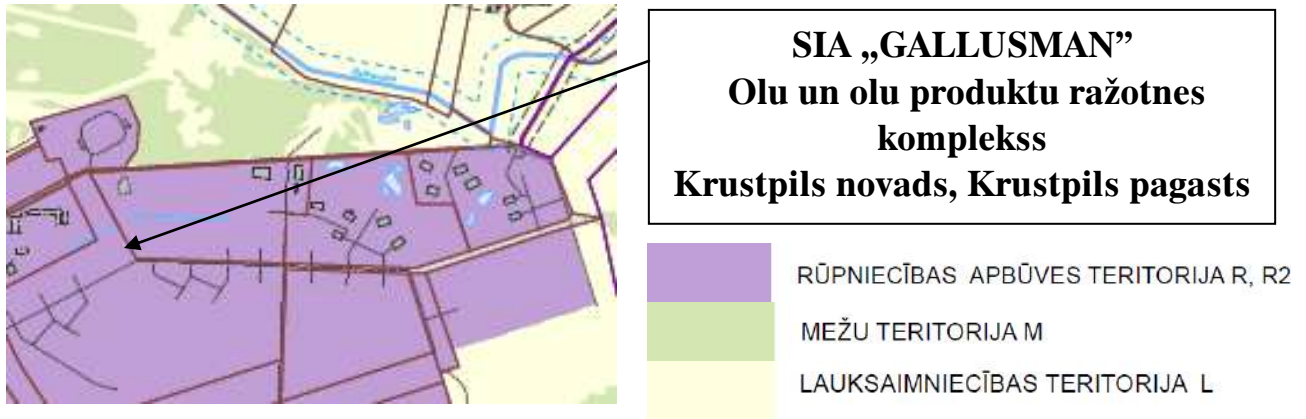 SIA „GALLUSMAN”
Olu un olu produktu ražotnes
komplekss
Krustpils novads, Krustpils pagasts
RŪPNIECĪBAS APBŪVES TERITORIJA R, R2
MEŽU TERITORIJA M
LAUKSAIMNIECĪBAS TERITORIJA L